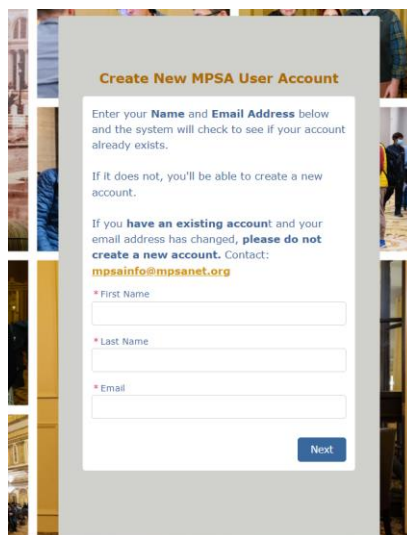 Create New MPSA User Account
Enter your Name and Email Address below
and the system will check to see if your account
already exists.
If it does not, you'll be able to create a new
account.
If you have an existing account and your
email address has changed, please do not
create a new account. Contact:
mpsainfo@mpsanet.org
* First Name
* Last Name
* Email
Next